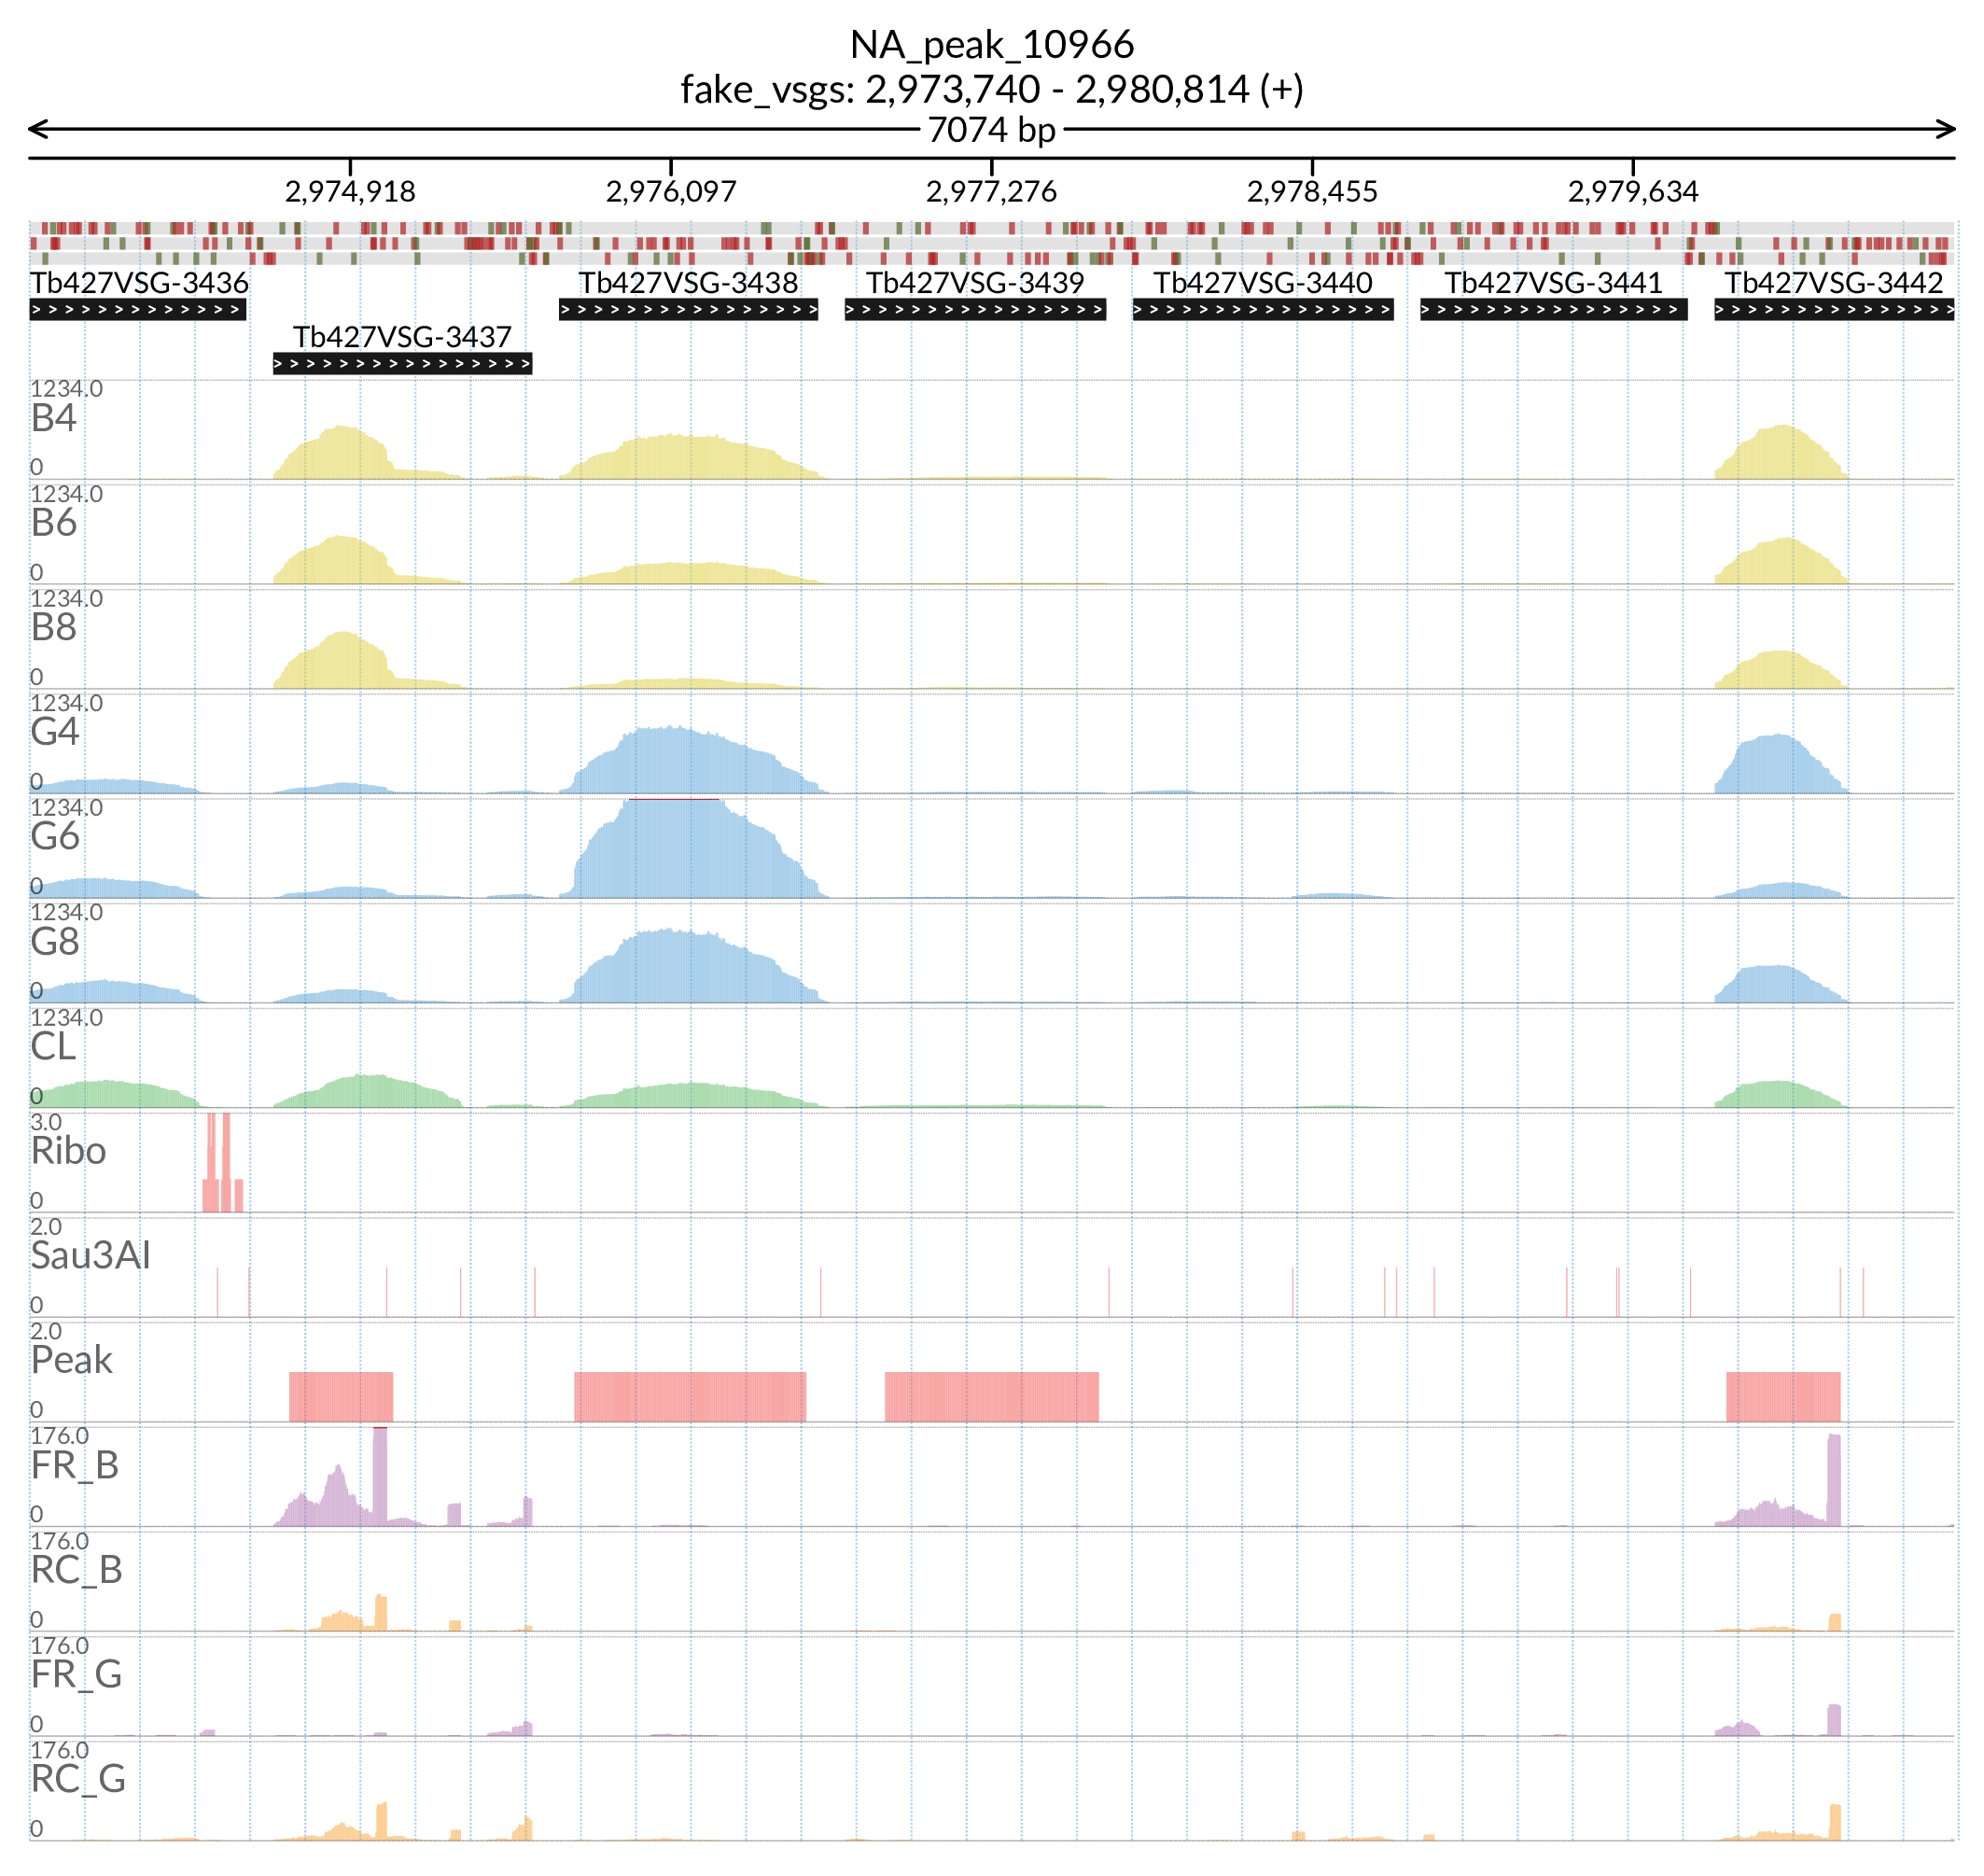 NA_peak_10966
fake_vsgs: 2,973,740 - 2,980,814 (+)
7074 bp
2,974,918 2,976,097 2,977,276 2,978,455 2,979,634
Tb427VSG-3436 Tb427VSG-3438 Tb427VSG-3439 Tb427VSG-3440 Tb427VSG-3441 Tb427VSG-3442
Tb427VSG-3437
1234.0
B4
0
1234.0
B6
0
1234.0
B8
0
1234.0
G4
0
1234.0
G6
0
1234.0
G8
0
1234.0
CL
0
3.0
Ribo
0
2.0
Sau3AI
0
2.0
Peak
0
176.0
FR_B
0
176.0
RC_B
0
176.0
FR_G
0
176.0
RC_G
0